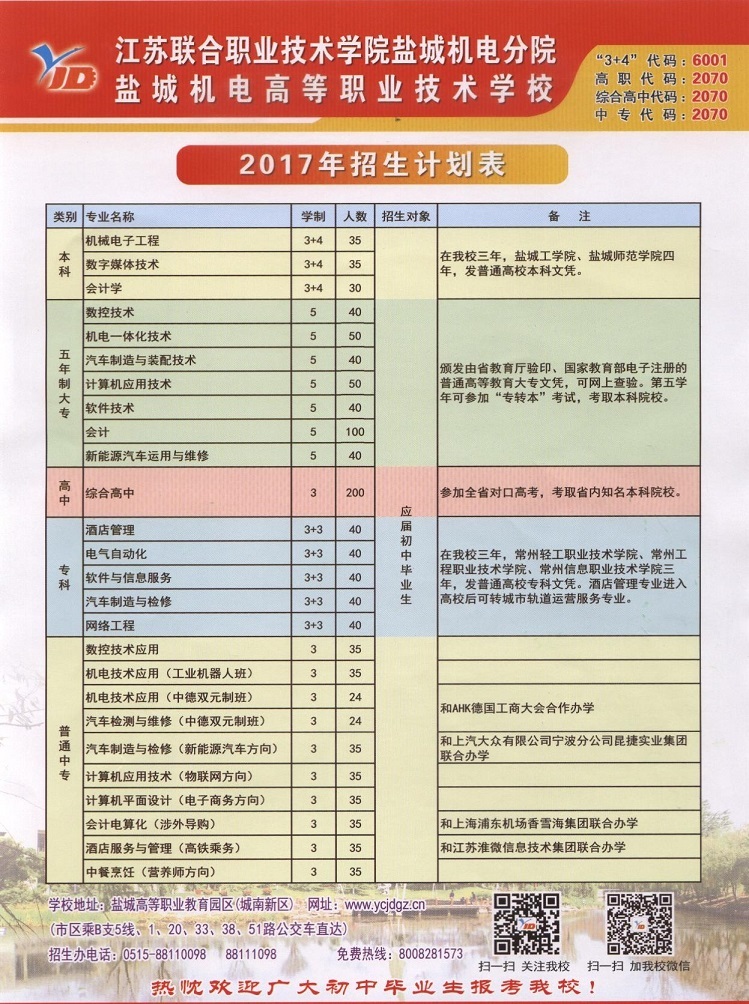 江苏联合职业技术学院盐城机电分院
盐城机电高等职业技术学校
“3+4”代码：6001
高职代码：2070
综合高中代码：2070
中专代码：2070
YJD
2017年招生计划表
类别 专业名称 学制 人数 招生对象 备 注
本科
机械电子工程 3+4 35
数字媒体技术 3+4 35
会计学 3+4 30
在我校三年，盐城工学院、盐城师范学院四
年，发普通高校本科文凭。
五年制大专
数控技术 5 40
机电一体化技术 5 50
汽车制造与装配技术 5 40
计算机应用技术 5 50
软件技术 5 40
会计 5 100
新能源汽车运用与维修 5 40
颁发由省教育厅验印、国家教育部电子注册的
普通高等教育大专文凭，可网上查验。第五学
年可参加“专转本”考试，考取本科院校。
高中
综合高中 3 200
参加全省对口高考，考取省内知名本科院校。
应届初中毕业生
专科
酒店管理 3+3 40
电气自动化 3+3 40
软件与信息服务 3+3 40
汽车制造与检修 3+3 40
网络工程 3+3 40
在我校三年，常州轻工职业技术学院、常州工
程职业技术学院、常州信息职业技术学院三
年，发普通高校专科文凭。酒店管理专业进入
高校后可转城市轨道运营服务专业。
普通中专
数控技术应用 3 35
机电技术应用（工业机器人班） 3 35
机电技术应用（中德双元制班） 3 24
汽车检测与维修（中德双元制班） 3 24
和AHK德国工商大会合作办学
汽车制造与检修（新能源汽车方向） 3 35
和上汽大众有限公司宁波分公司昆捷实业集团
联合办学
计算机应用技术（物联网方向） 3 35
计算机平面设计（电子商务方向） 3 35
会计电算化（涉外导购） 3 35 和上海浦东机场香雪海集团联合办学
酒店服务与管理（高铁乘务） 3 35 和江苏淮微信息技术集团联合办学
中餐烹饪（营养师方向） 3 35
学校地址：盐城高等职业教育园区(城南新区) 网址：www.ycjdgz.cn
(市区乘B支5线、1、20、33、38、51路公交车直达)
招生办电话：0515-88110098 88111098 免费热线：8008281573
扫一扫 关注我校
扫一扫 加我校微信
热忱欢迎广大初中毕业生报考我校！